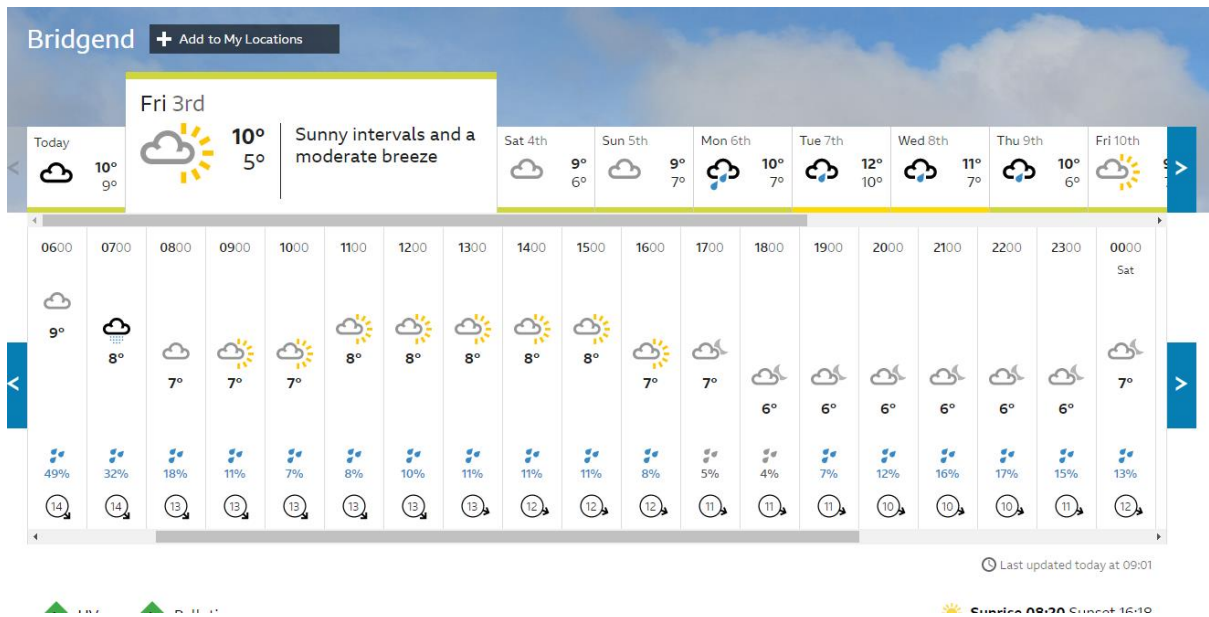 Bridgend + Add to My Locations
Fri 3rd
10° 5° Sunny intervals and a moderate breeze
Today 10° 9°
Sat 4th 9° 6°
Sun 5th 9° 7°
Mon 6th 10° 7°
Tue 7th 12° 10°
Wed 8th 11° 7°
Thu 9th 10° 6°
Fri 10th
0600 0700 0800 0900 1000 1100 1200 1300 1400 1500 1600 1700 1800 1900 2000 2100 2200 2300 0000
Sat
9° 8° 7° 7° 7° 8° 8° 8° 8° 8° 7° 7° 6° 6° 6° 6° 6° 6° 7°
49% 32% 18% 11% 7% 8% 10% 11% 11% 11% 8% 5% 4% 7% 12% 16% 17% 15% 13%
14 14 13 13 13 13 13 13 12 12 12 11 11 11 10 10 10 11 12
Last updated today at 09:01
Sunrise 08:20 Sunset 16:18